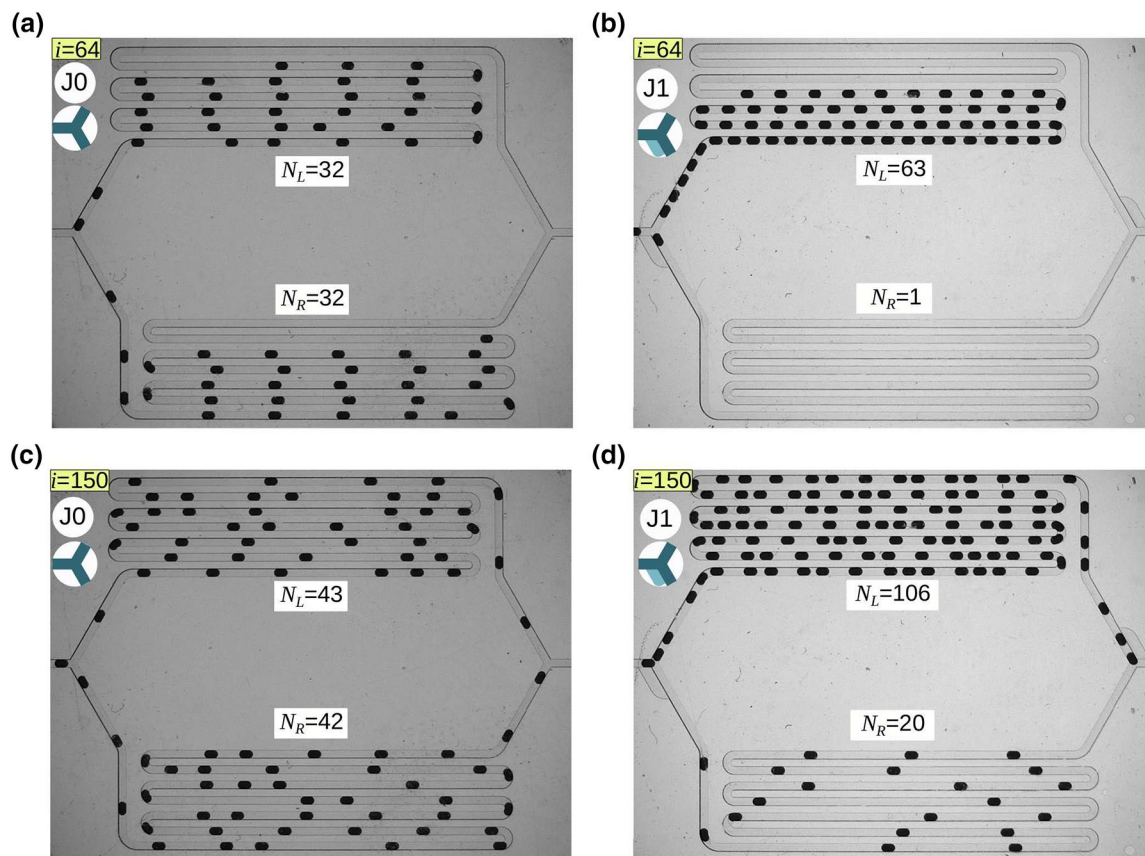 (a)
i=64
J0
N_L=32
N_R=32
(b)
i=64
J1
N_L=63
N_R=1
(c)
i=150
J0
N_L=43
N_R=42
(d)
i=150
J1
N_L=106
N_R=20